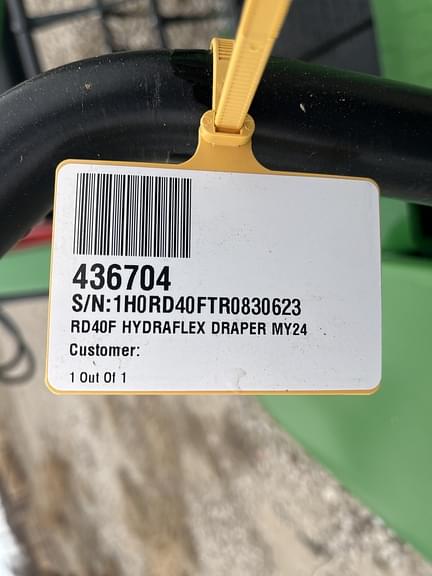 436704
S/N:1H0RD40FTR0830623
RD40F HYDRAFLEX DRAPER MY24
Customer:
1 Out Of 1